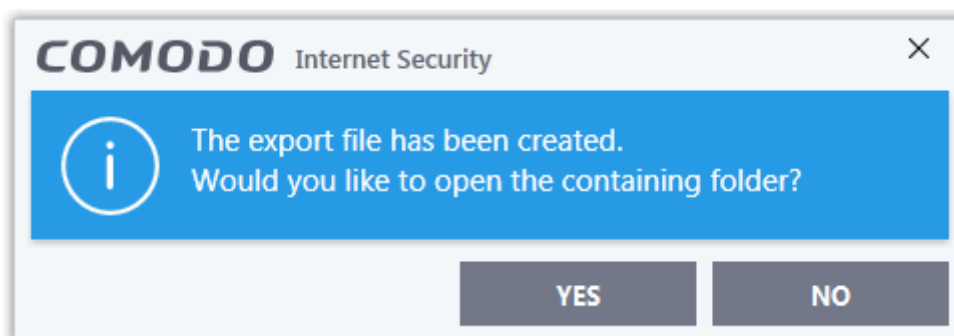 COMODO Internet Security
The export file has been created.
Would you like to open the containing folder?
YES NO